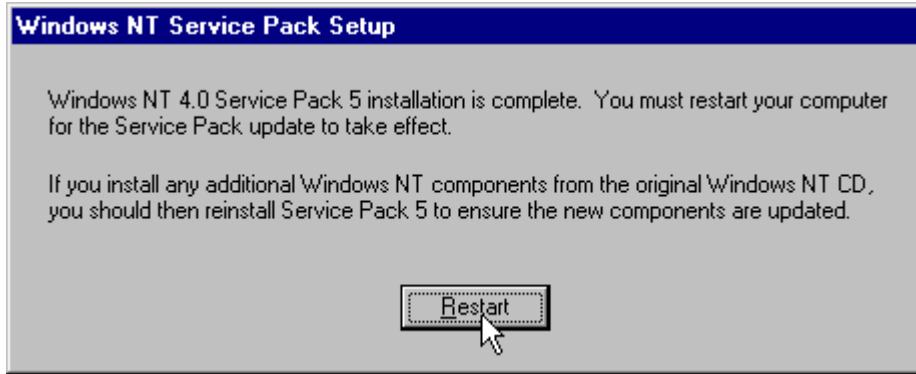 Windows NT Service Pack Setup
Windows NT 4.0 Service Pack 5 installation is complete.  You must restart your computer
for the Service Pack update to take effect.
If you install any additional Windows NT components from the original Windows NT CD,
you should then reinstall Service Pack 5 to ensure the new components are updated.
Restart